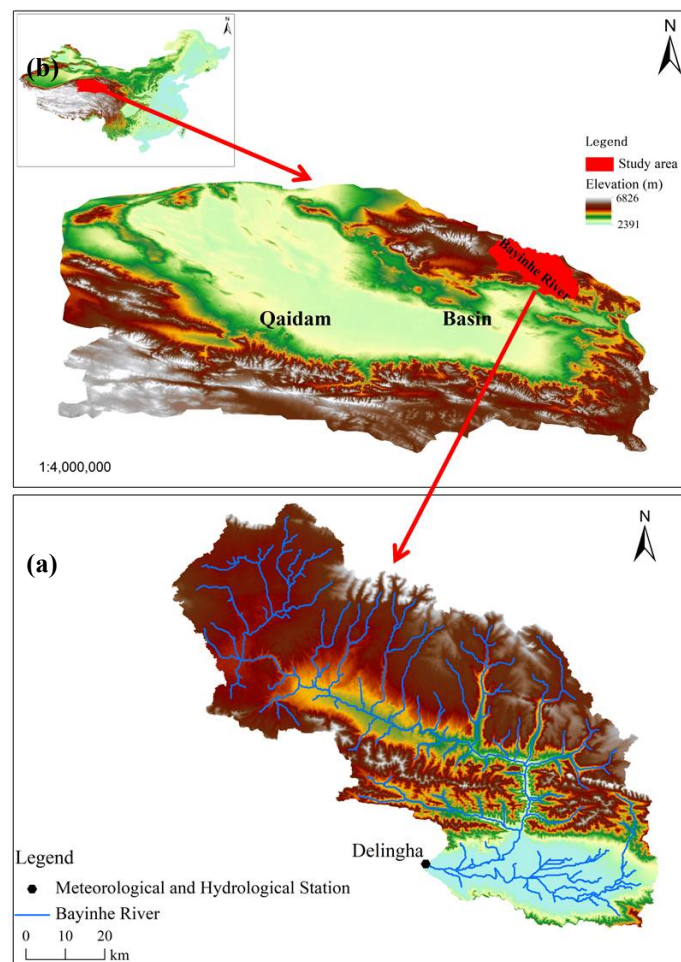 N
(b)
N
Legend
Study area
Elevation (m)
6826
2391
Bayinhe River
Qaidam Basin
1:4,000,000
N
(a)
Delingha
Legend
Meteorological and Hydrological Station
Bayinhe River
0 10 20
km